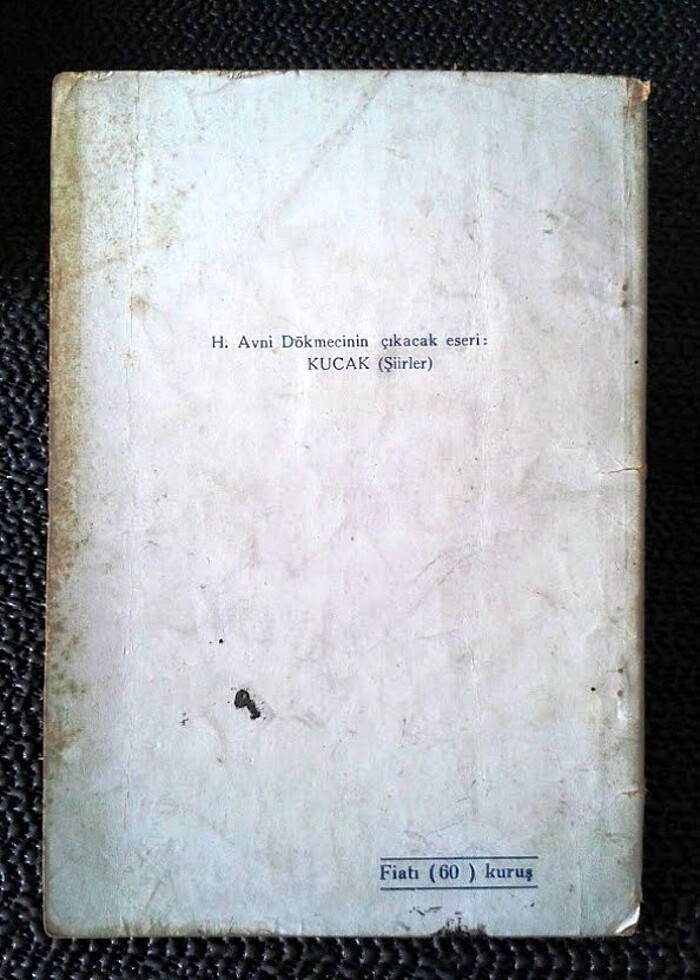 H. Avni Dökmecinin çıkacak eseri:
KUCAK (Şiirler)
Fiatı (60 ) kuruş